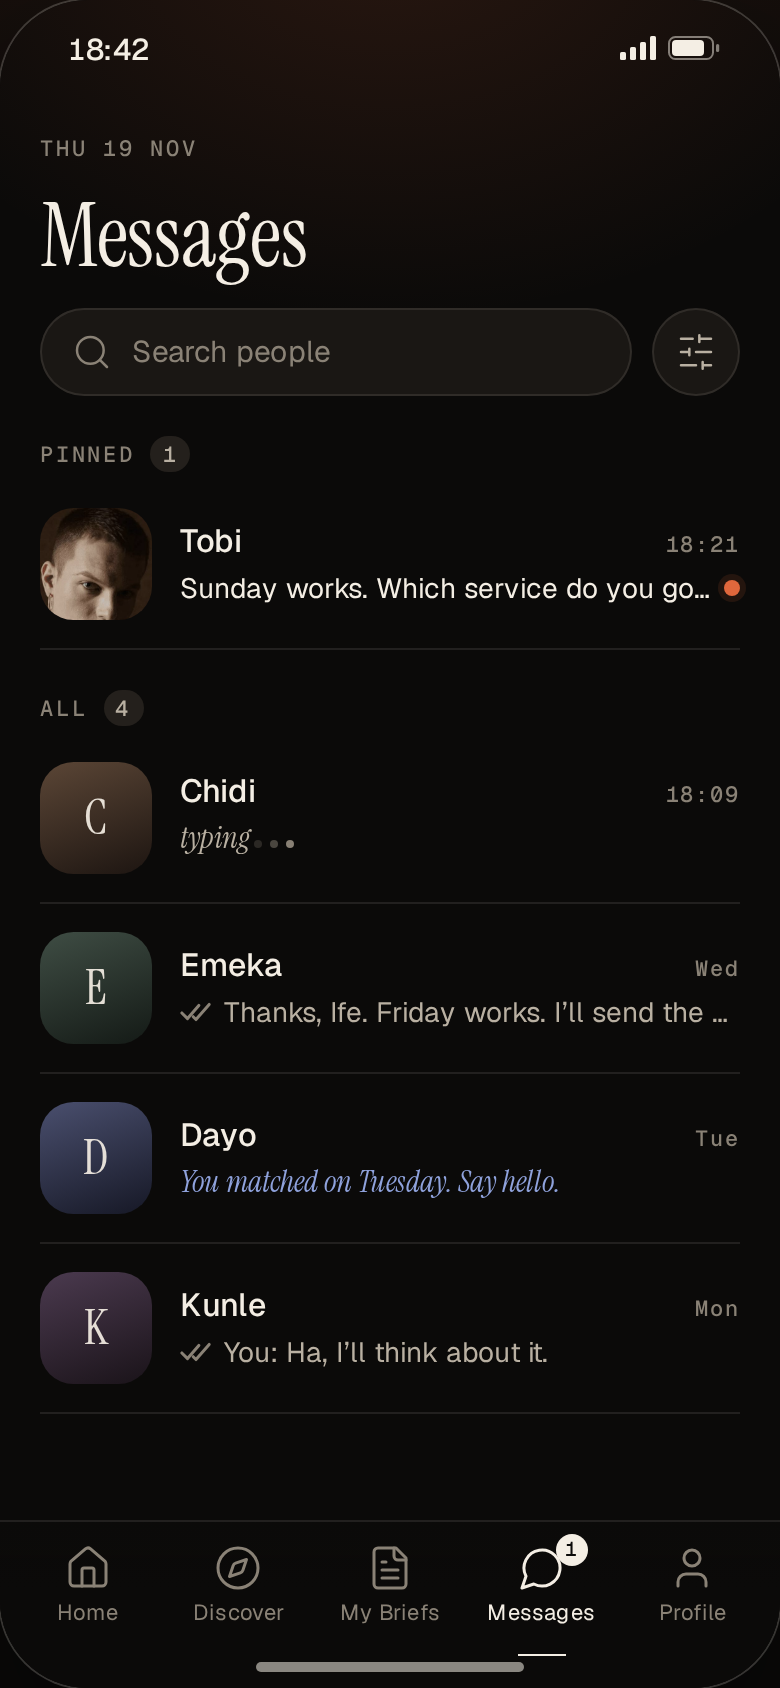 18:42
THU 19 NOV
Messages
Search people
PINNED 1
Tobi 18:21
Sunday works. Which service do you go…
ALL 4
C Chidi 18:09
typing
E Emeka Wed
Thanks, Ife. Friday works. I’ll send the …
D Dayo Tue
You matched on Tuesday. Say hello.
K Kunle Mon
You: Ha, I’ll think about it.
1
Home Discover My Briefs Messages Profile